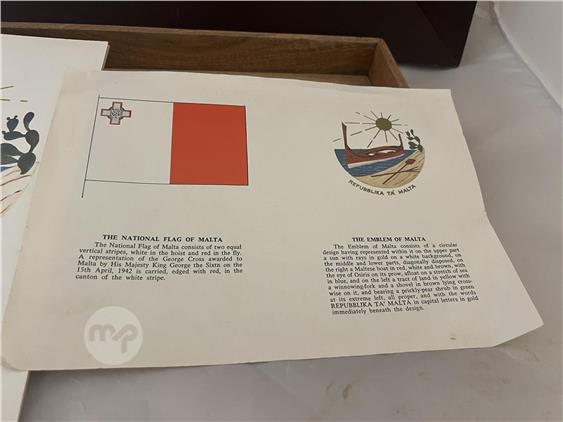 REPUBBLIKA TA' MALTA
THE NATIONAL FLAG OF MALTA
The National Flag of Malta consists of two equal
vertical stripes, white in the hoist and red in the fly.
A representation of the George Cross awarded to
Malta by His Majesty King George the Sixtn on the
15th April, 1942 is carried, edged with red, in the
canton of the white stripe.
THE EMBLEM OF MALTA
The Emblem of Malta consists of a circular
design having represented within it on the upper part
a sun with rays in gold on a white background, on
the middle and lower parts, diagonally disposed, on
the right a Maltese boat in red, white and brown, with
the eye of Osiris on its prow, afloat on a stretch of sea
in blue, and on the left a tract of land in yellow with
a winnowing-fork and a shovel in brown lying cross-
wise on it, and bearing a prickly-pear shrub in green
at its extreme left, all proper, and with the words
REPUBBLIKA TA' MALTA in capital letters in gold
immediately beneath the design.
mp